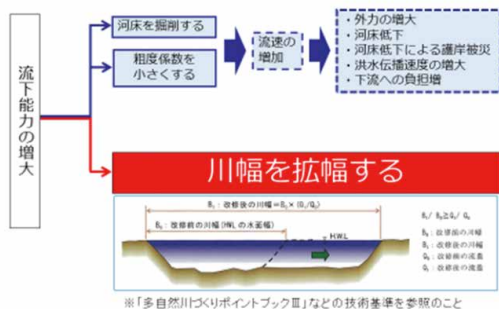 流下能力の増大
河床を掘削する
粗度係数を
小さくする
流速の
増加
・外力の増大
・河床低下
・河床低下による護岸被災
・洪水伝播速度の増大
・下流への負担増
川幅を拡幅する
B₁：改修後の川幅＝B₀×(Q₁/Q₀)
B₀：改修前の川幅(HWLの水面幅)
H.W.L
B₁/ B₀≧Q₁/ Q₀
B₀：改修前の川幅
B₁：改修後の川幅
Q₀：改修前の流量
Q₁：改修後の流量
※「多自然川づくりポイントブックⅢ」などの技術基準を参照のこと